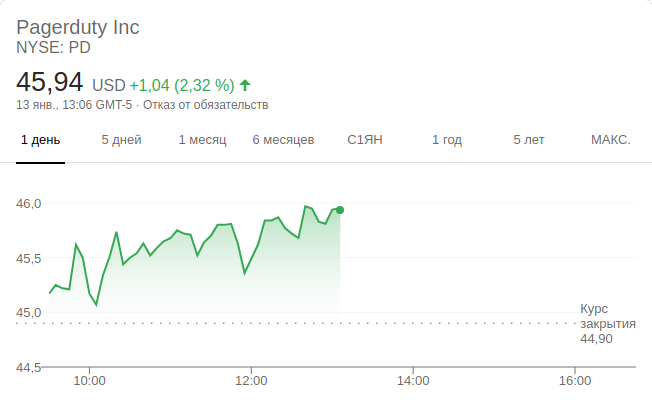 Pagerduty Inc
NYSE: PD
45,94 USD +1,04 (2,32 %)
13 янв., 13:06 GMT-5 · Отказ от обязательств
1 день 5 дней 1 месяц 6 месяцев С1ЯН 1 год 5 лет МАКС.
46,0
45,5
45,0
Курс
закрытия
44,90
44,5
10:00 12:00 14:00 16:00